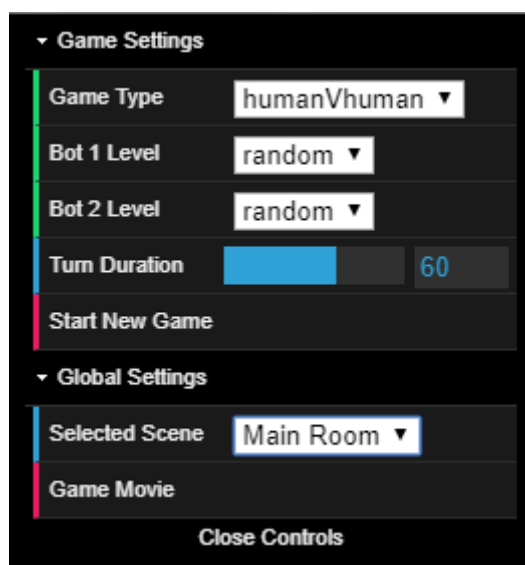 Game Settings
Game Type humanVhuman
Bot 1 Level random
Bot 2 Level random
Turn Duration 60
Start New Game
Global Settings
Selected Scene Main Room
Game Movie
Close Controls